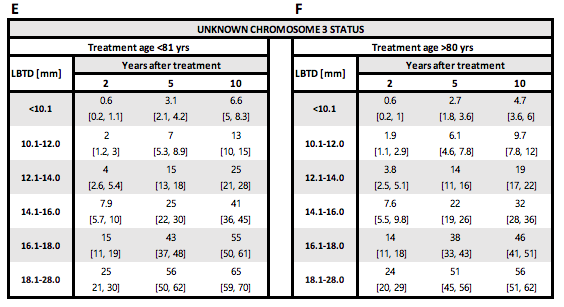 E F
UNKNOWN CHROMOSOME 3 STATUS
Treatment age <81 yrs Treatment age >80 yrs
LBTD [mm] Years after treatment LBTD [mm] Years after treatment
2 5 10 2 5 10
<10.1 0.6 3.1 6.6 <10.1 0.6 2.7 4.7
[0.2, 1.1] [2.1, 4.2] [5, 8.3] [0.2, 1] [1.8, 3.6] [3.6, 6]
10.1-12.0 2 7 13 10.1-12.0 1.9 6.1 9.7
[1.2, 3] [5.3, 8.9] [10, 15] [1.1, 2.9] [4.6, 7.8] [7.8, 12]
12.1-14.0 4 15 25 12.1-14.0 3.8 14 19
[2.6, 5.4] [13, 18] [21, 28] [2.5, 5.1] [11, 16] [17, 22]
14.1-16.0 7.9 25 41 14.1-16.0 7.6 22 32
[5.7, 10] [22, 30] [36, 45] [5.5, 9.8] [19, 26] [28, 36]
16.1-18.0 15 43 55 16.1-18.0 14 38 46
[11, 19] [37, 48] [50, 61] [11, 18] [33, 43] [41, 51]
18.1-28.0 25 56 65 18.1-28.0 24 51 56
21, 30] [50, 62] [59, 70] [20, 29] [45, 56] [51, 62]